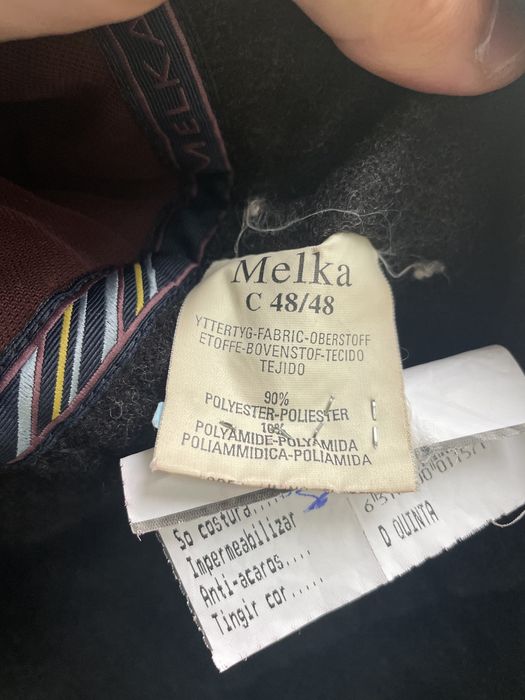 MELKA
Melka
C 48/48
YTTERTYG-FABRIC-OBERSTOFF
ETOFFE-BOVENSTOF-TECIDO
TEJIDO
90%
POLYESTER-POLIESTER
10%
POLYAMIDE-POLYAMIDA
POLIAMMIDICA-POLIAMIDA
So costura....
Impermeabilizar
Anti-acaros....
Tingir cor.....
D QUINTA